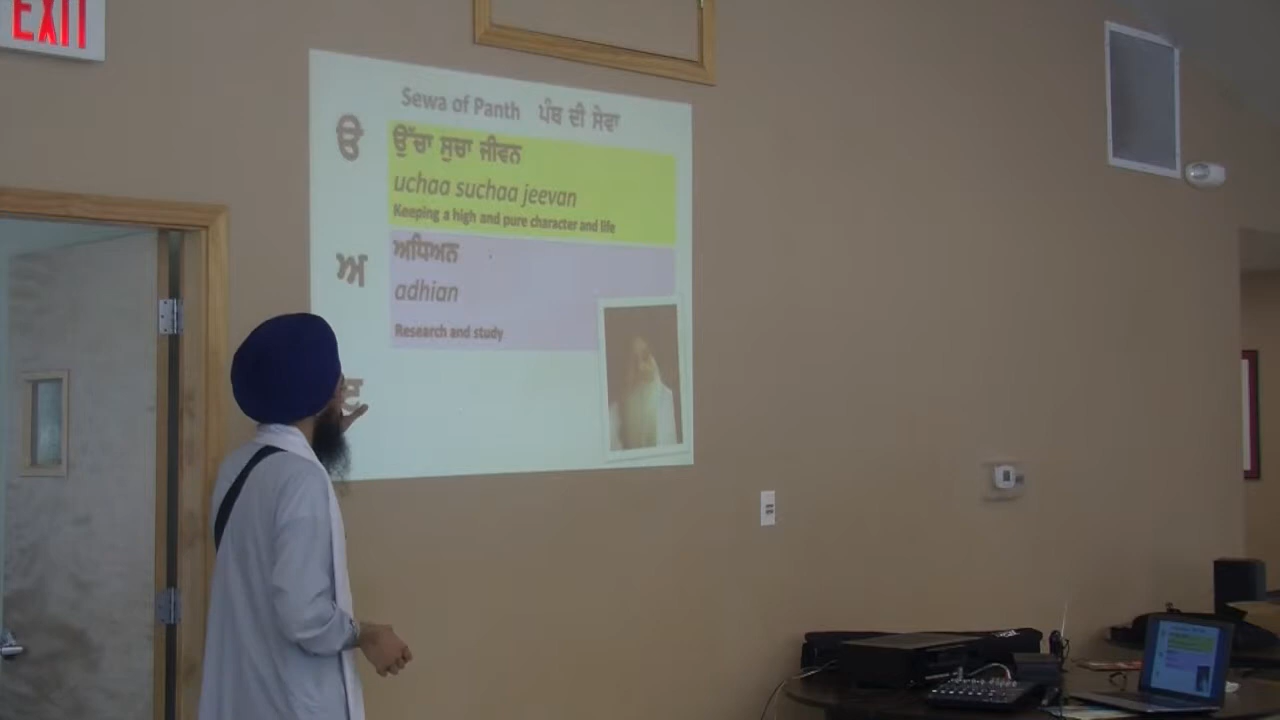 EXIT
Sewa of Panth ਪੰਥ ਦੀ ਸੇਵਾ
ੳ
ਉੱਚਾ ਸੁਚਾ ਜੀਵਨ
uchaa suchaa jeevan
Keeping a high and pure character and life
ਅ
ਅਧਿਅਨ
adhian
Research and study